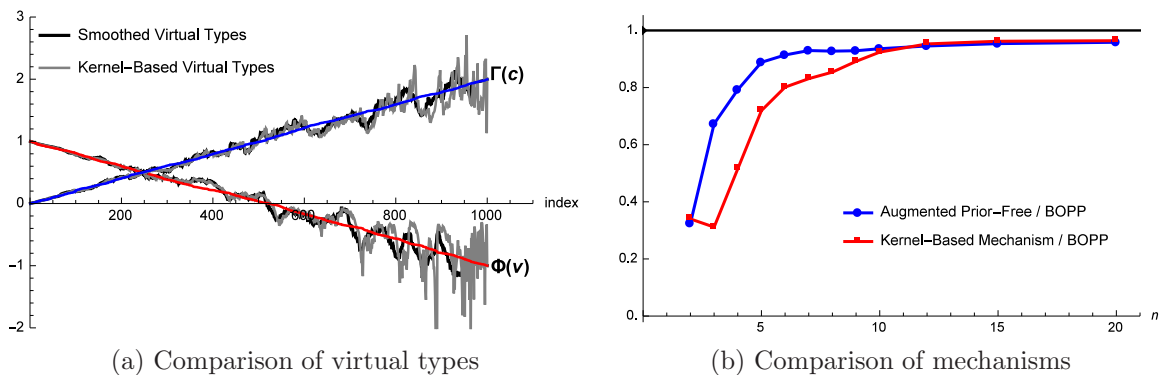 3
Smoothed Virtual Types
Kernel−Based Virtual Types
2
Γ(c)
1
0
200
400
600
800
1000
index
−1
Φ(v)
−2
(a) Comparison of virtual types
1.
0.8
0.6
0.4
Augmented Prior−Free / BOPP
Kernel−Based Mechanism / BOPP
0.2
0.
5
10
15
20
n
(b) Comparison of mechanisms